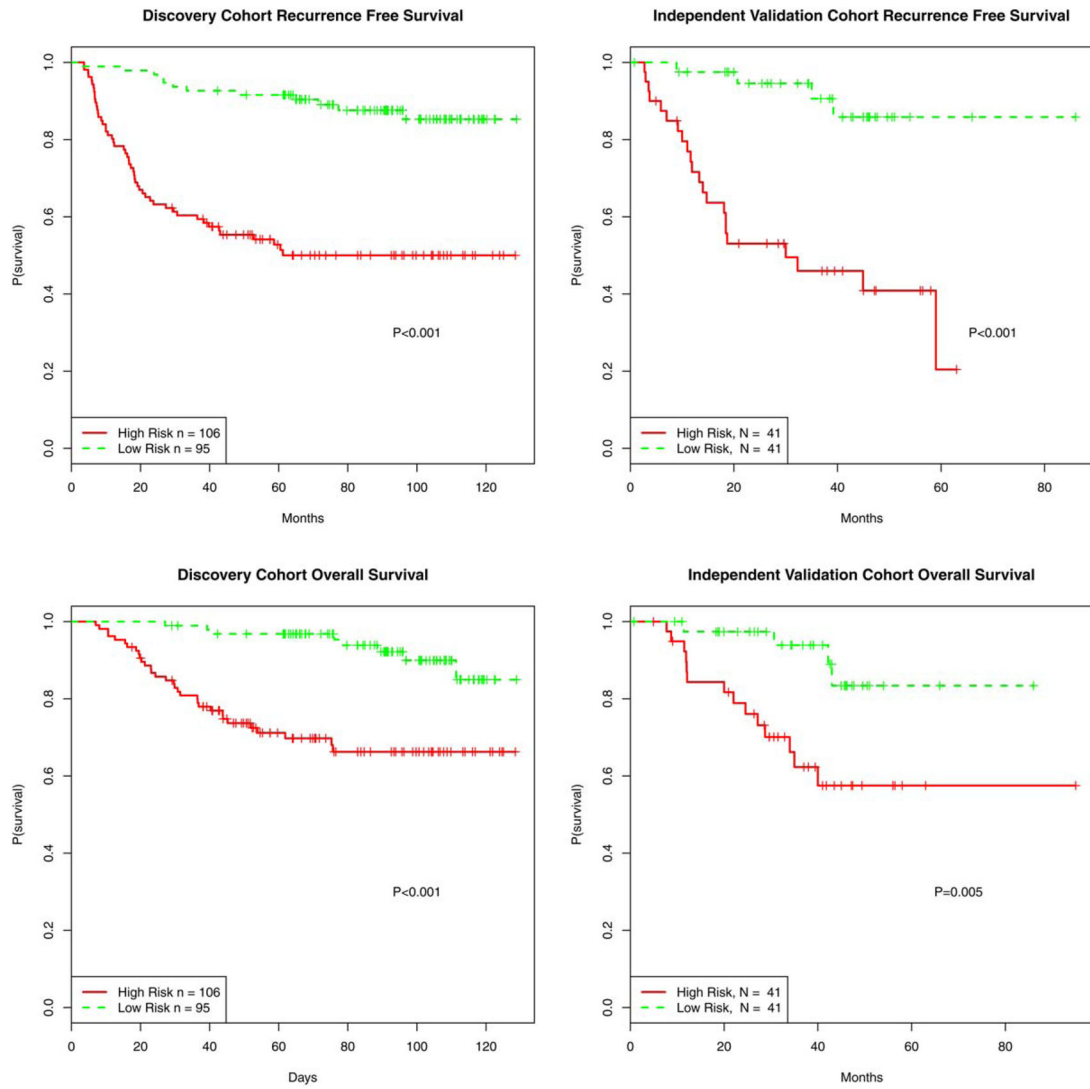 Discovery Cohort Recurrence Free Survival
P(survival)
1.0
0.8
0.6
0.4
0.2
0.0
P<0.001
High Risk n = 106
Low Risk n = 95
0 20 40 60 80 100 120
Months
Independent Validation Cohort Recurrence Free Survival
P(survival)
1.0
0.8
0.6
0.4
0.2
0.0
P<0.001
High Risk, N = 41
Low Risk, N = 41
0 20 40 60 80
Months
Discovery Cohort Overall Survival
P(survival)
1.0
0.8
0.6
0.4
0.2
0.0
P<0.001
High Risk n = 106
Low Risk n = 95
0 20 40 60 80 100 120
Days
Independent Validation Cohort Overall Survival
P(survival)
1.0
0.8
0.6
0.4
0.2
0.0
P=0.005
High Risk, N = 41
Low Risk, N = 41
0 20 40 60 80
Months